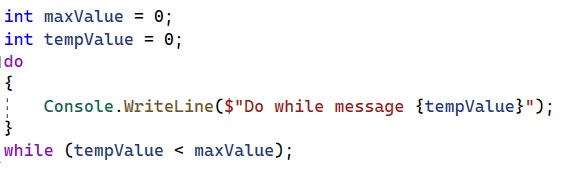 int maxValue = 0;
int tempValue = 0;
do
{
    Console.WriteLine($"Do while message {tempValue}");
}
while (tempValue < maxValue);